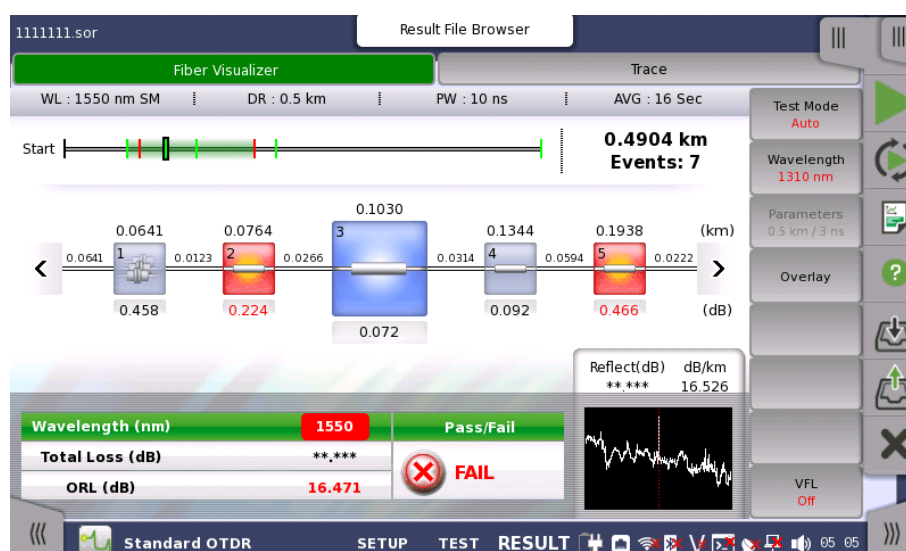 1111111.sor
Result File Browser
Fiber Visualizer
Trace
WL : 1550 nm SM
DR : 0.5 km
PW : 10 ns
AVG : 16 Sec
Test Mode
Auto
Start
0.4904 km
Events: 7
Wavelength
1310 nm
Parameters
0.5 km / 3 ns
Overlay
0.0641 0.0764 0.1030 0.1344 0.1938 (km)
1 2 3 4 5
0.0641 0.0123 0.0266 0.0314 0.0594 0.0222
0.458 0.224 0.072 0.092 0.466 (dB)
Reflect(dB) dB/km
**.*** 16.526
Wavelength (nm) 1550 Pass/Fail
Total Loss (dB) **.***
FAIL
ORL (dB) 16.471
VFL
Off
Standard OTDR SETUP TEST RESULT 05 05